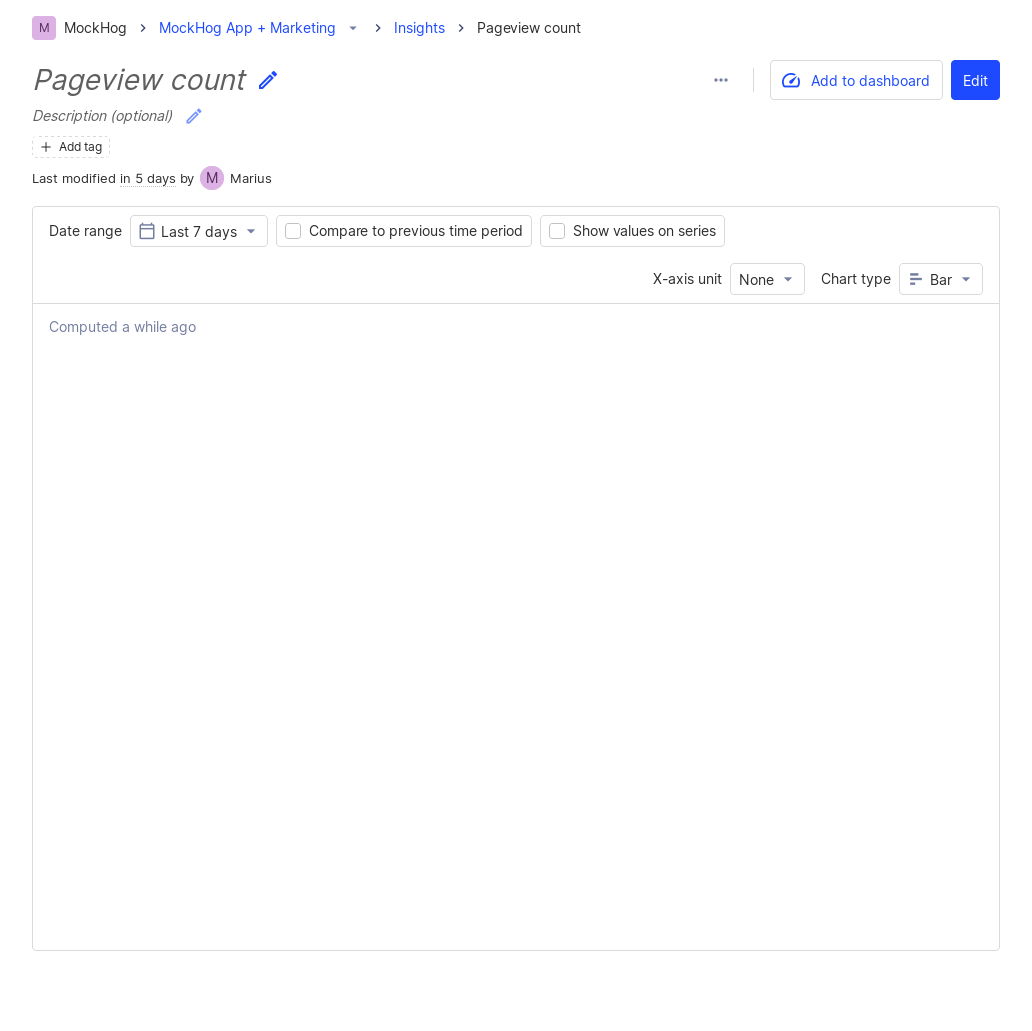 M MockHog MockHog App + Marketing Insights Pageview count
Pageview count
Add to dashboard Edit
Description (optional)
Add tag
Last modified in 5 days by M Marius
Date range Last 7 days Compare to previous time period Show values on series
X-axis unit None Chart type Bar
Computed a while ago